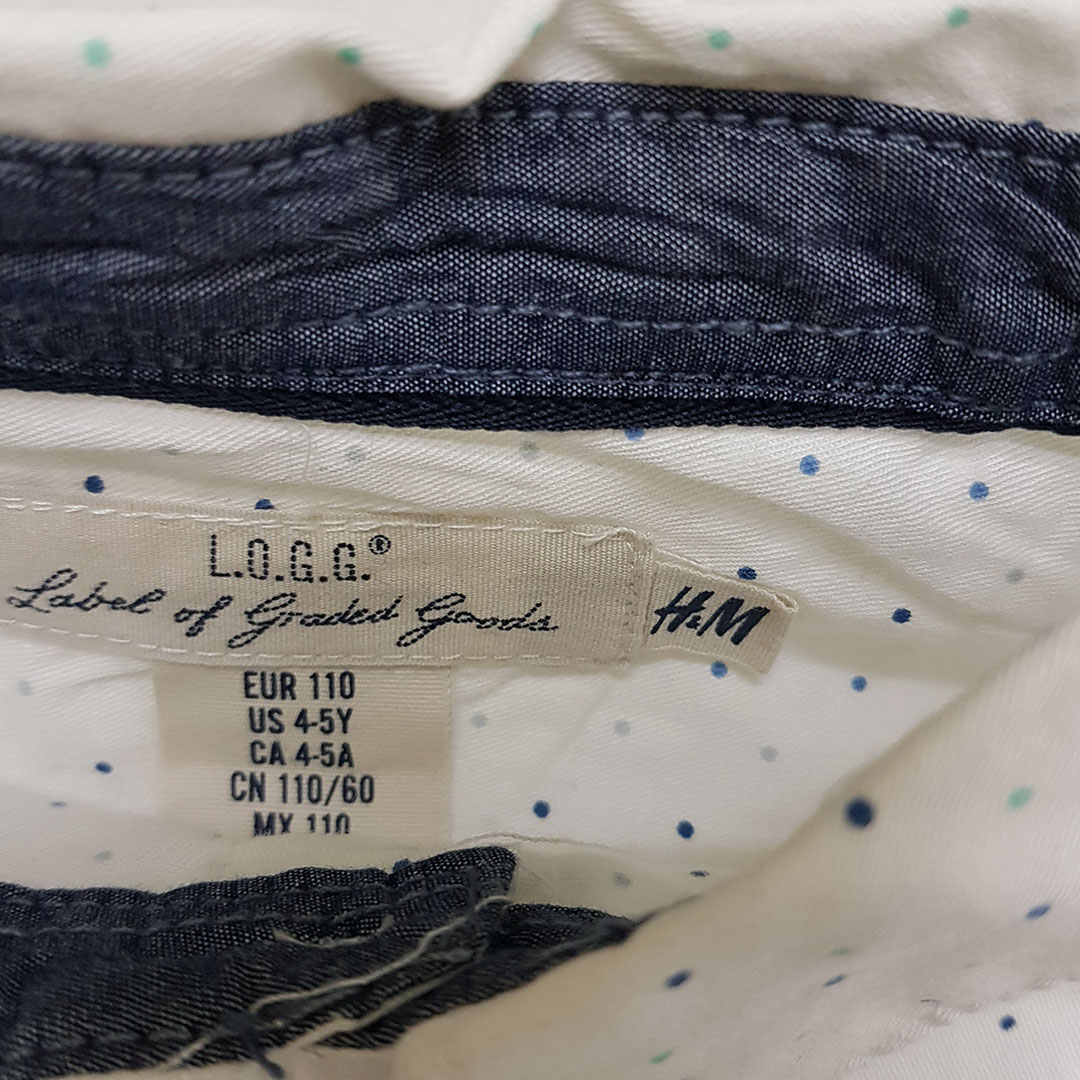 L.O.G.G.®
Label of Graded Goods
H&M
EUR 110
US 4-5Y
CA 4-5A
CN 110/60
MX 110